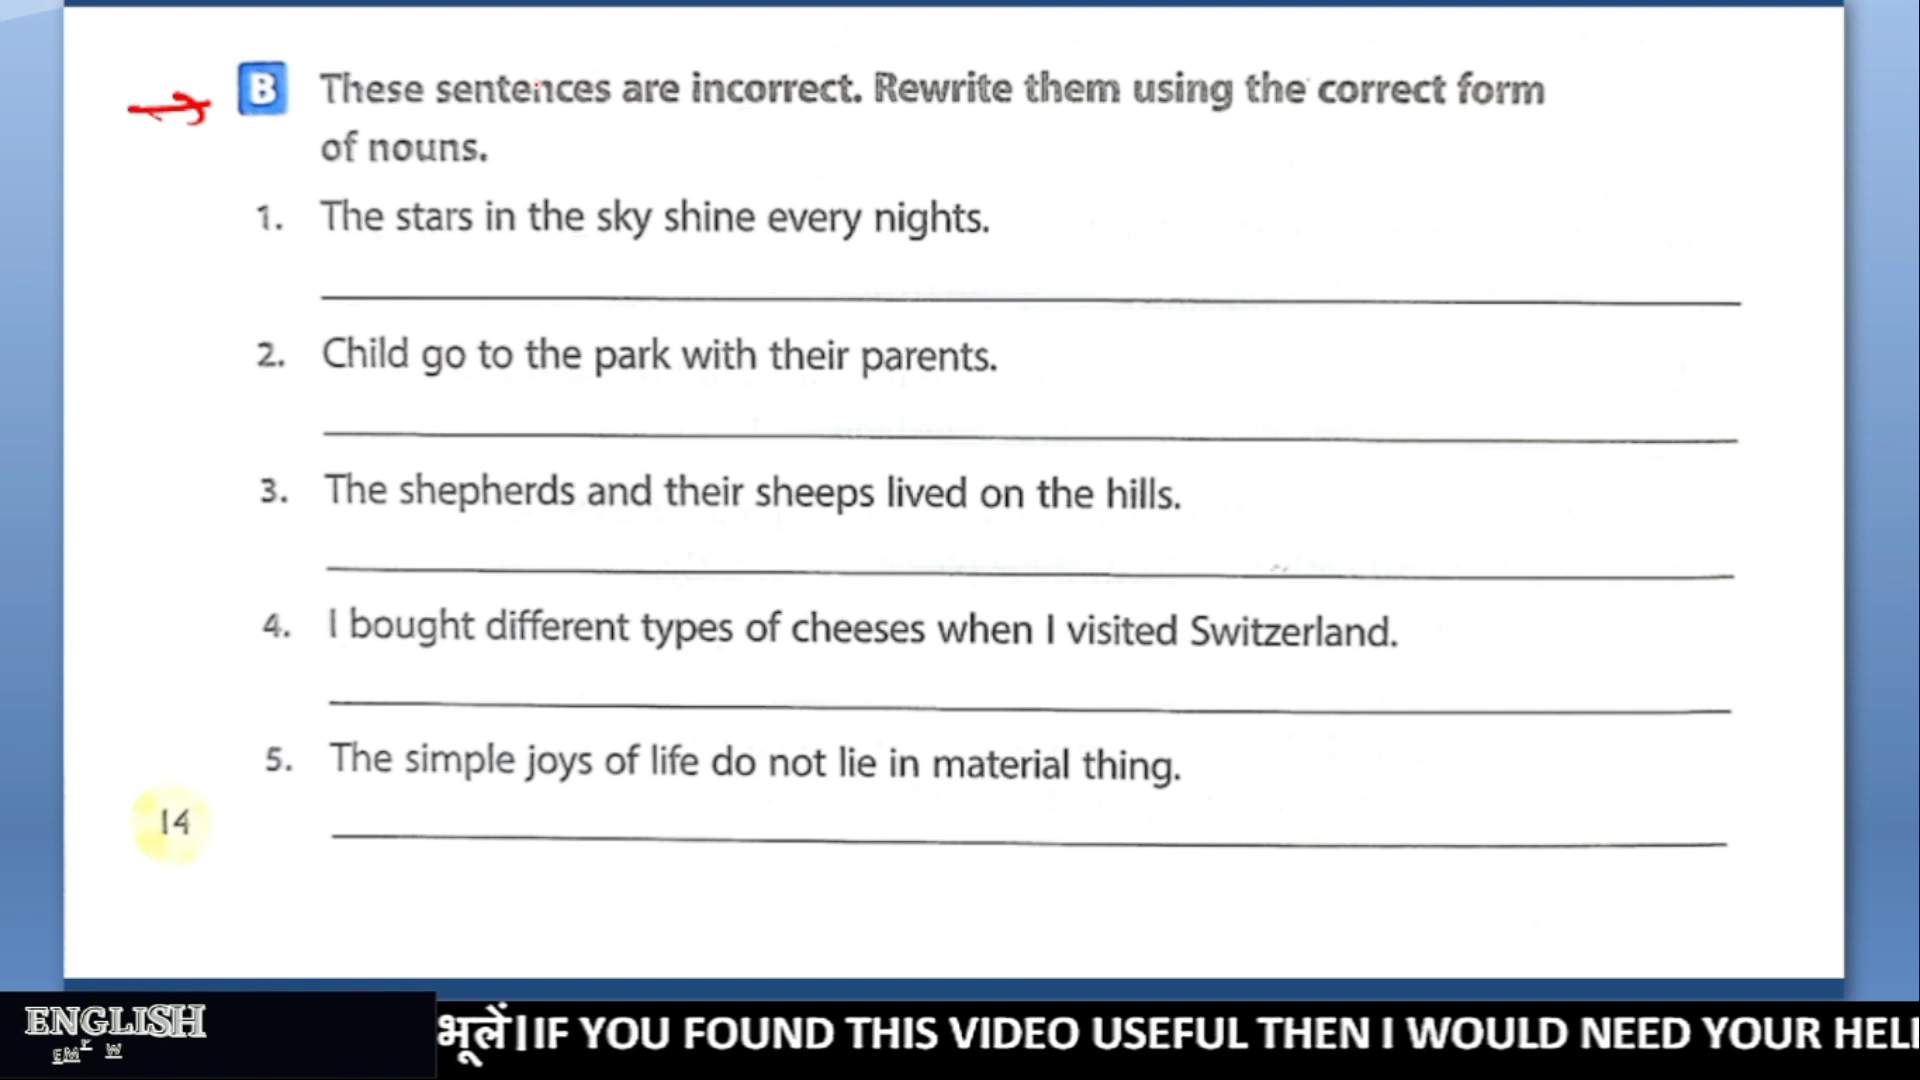 B These sentences are incorrect. Rewrite them using the correct form
of nouns.
1. The stars in the sky shine every nights.
2. Child go to the park with their parents.
3. The shepherds and their sheeps lived on the hills.
4. I bought different types of cheeses when I visited Switzerland.
5. The simple joys of life do not lie in material thing.
14
ENGLISH
भूलें|IF YOU FOUND THIS VIDEO USEFUL THEN I WOULD NEED YOUR HEL